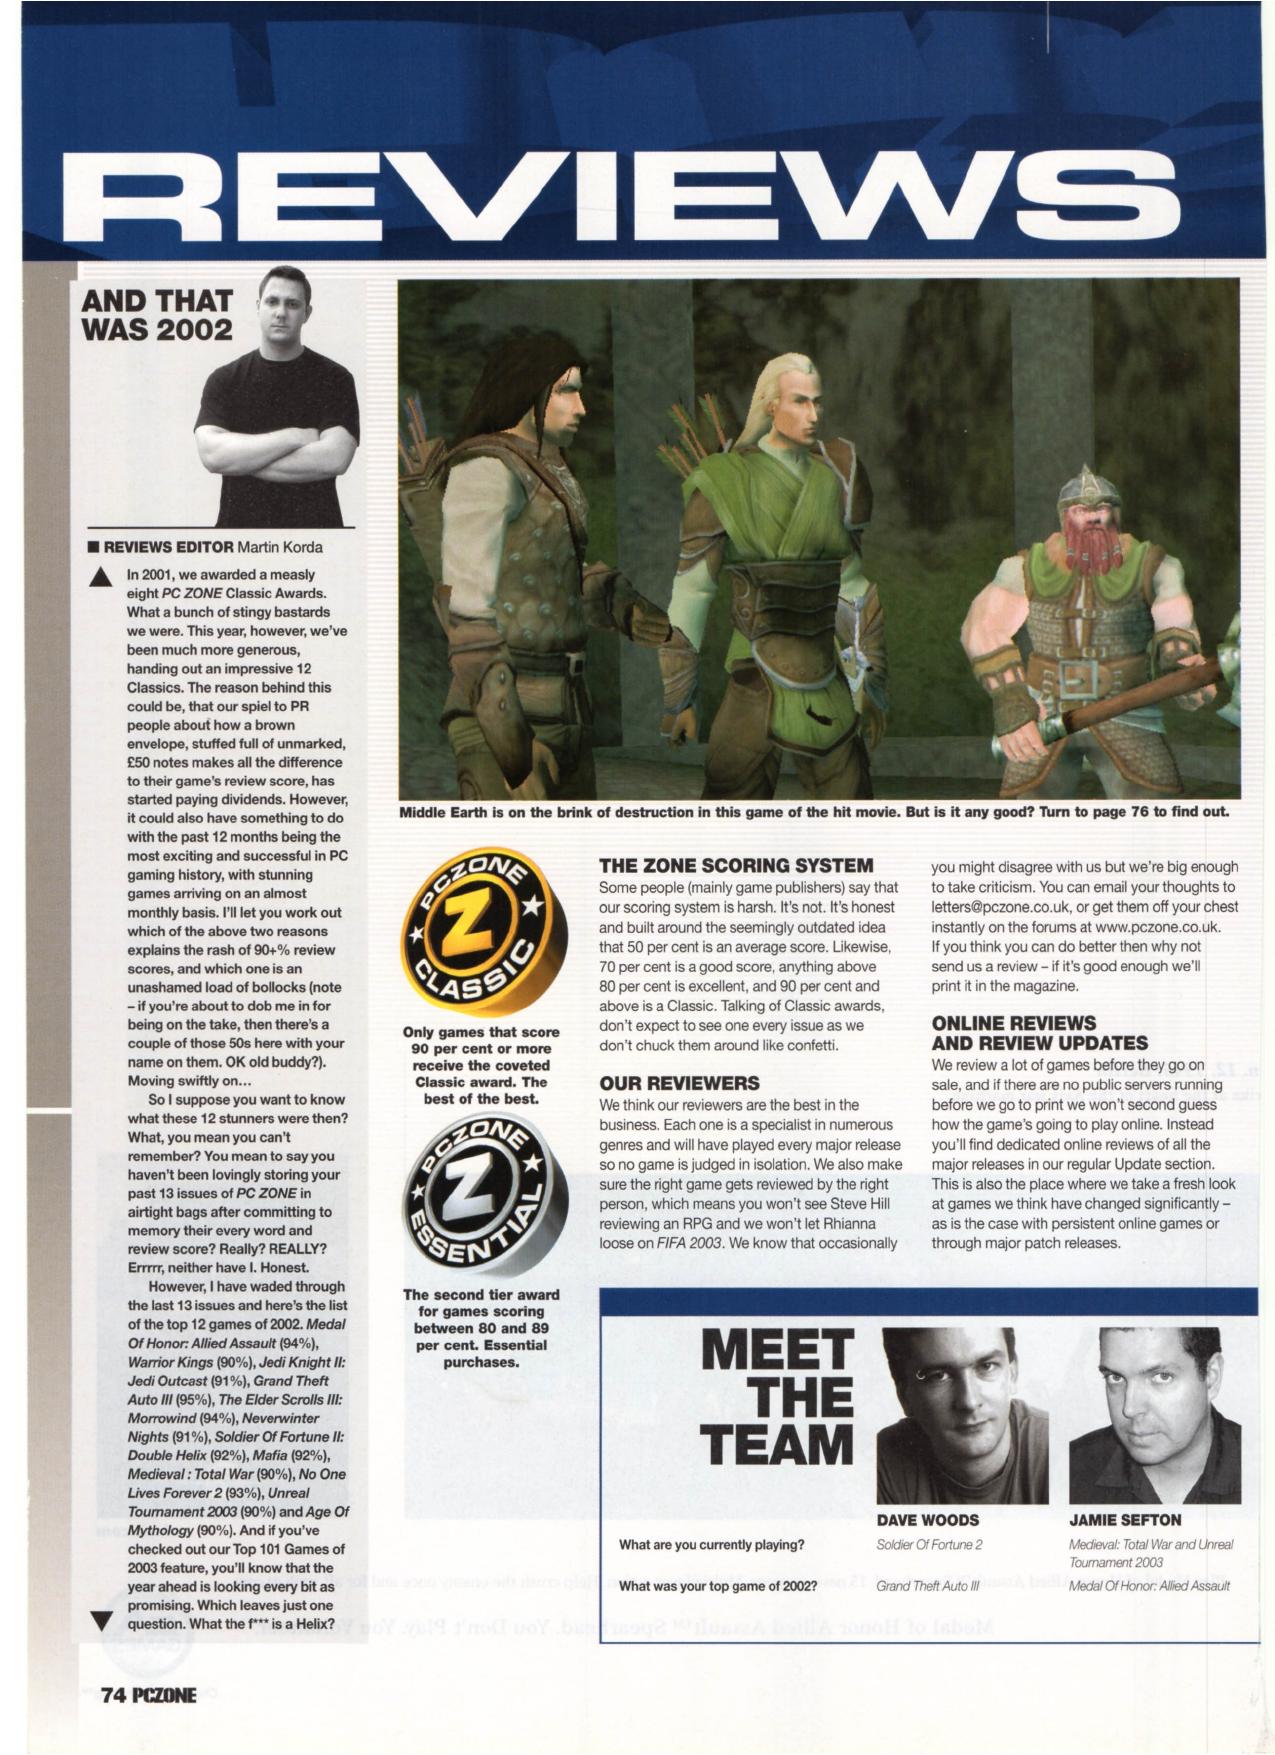 REVIEWS
AND THAT
WAS 2002
■ REVIEWS EDITOR Martin Korda
In 2001, we awarded a measly
eight PC ZONE Classic Awards.
What a bunch of stingy bastards
we were. This year, however, we've
been much more generous,
handing out an impressive 12
Classics. The reason behind this
could be, that our spiel to PR
people about how a brown
envelope, stuffed full of unmarked,
£50 notes makes all the difference
to their game's review score, has
started paying dividends. However,
it could also have something to do
with the past 12 months being the
most exciting and successful in PC
gaming history, with stunning
games arriving on an almost
monthly basis. I'll let you work out
which of the above two reasons
explains the rash of 90+% review
scores, and which one is an
unashamed load of bollocks (note
– if you're about to dob me in for
being on the take, then there's a
couple of those 50s here with your
name on them. OK old buddy?).
Moving swiftly on...
So I suppose you want to know
what these 12 stunners were then?
What, you mean you can't
remember? You mean to say you
haven't been lovingly storing your
past 13 issues of PC ZONE in
airtight bags after committing to
memory their every word and
review score? Really? REALLY?
Errrrr, neither have I. Honest.
However, I have waded through
the last 13 issues and here's the list
of the top 12 games of 2002. Medal
Of Honor: Allied Assault (94%),
Warrior Kings (90%), Jedi Knight II:
Jedi Outcast (91%), Grand Theft
Auto III (95%), The Elder Scrolls III:
Morrowind (94%), Neverwinter
Nights (91%), Soldier Of Fortune II:
Double Helix (92%), Mafia (92%),
Medieval : Total War (90%), No One
Lives Forever 2 (93%), Unreal
Tournament 2003 (90%) and Age Of
Mythology (90%). And if you've
checked out our Top 101 Games of
2003 feature, you'll know that the
year ahead is looking every bit as
promising. Which leaves just one
question. What the f*** is a Helix?
Middle Earth is on the brink of destruction in this game of the hit movie. But is it any good? Turn to page 76 to find out.
PCZONE
Z
CLASSIC
Only games that score
90 per cent or more
receive the coveted
Classic award. The
best of the best.
PCZONE
Z
ESSENTIAL
The second tier award
for games scoring
between 80 and 89
per cent. Essential
purchases.
THE ZONE SCORING SYSTEM
Some people (mainly game publishers) say that
our scoring system is harsh. It's not. It's honest
and built around the seemingly outdated idea
that 50 per cent is an average score. Likewise,
70 per cent is a good score, anything above
80 per cent is excellent, and 90 per cent and
above is a Classic. Talking of Classic awards,
don't expect to see one every issue as we
don't chuck them around like confetti.
OUR REVIEWERS
We think our reviewers are the best in the
business. Each one is a specialist in numerous
genres and will have played every major release
so no game is judged in isolation. We also make
sure the right game gets reviewed by the right
person, which means you won't see Steve Hill
reviewing an RPG and we won't let Rhianna
loose on FIFA 2003. We know that occasionally
you might disagree with us but we're big enough
to take criticism. You can email your thoughts to
letters@pczone.co.uk, or get them off your chest
instantly on the forums at www.pczone.co.uk.
If you think you can do better then why not
send us a review – if it's good enough we'll
print it in the magazine.
ONLINE REVIEWS
AND REVIEW UPDATES
We review a lot of games before they go on
sale, and if there are no public servers running
before we go to print we won't second guess
how the game's going to play online. Instead
you'll find dedicated online reviews of all the
major releases in our regular Update section.
This is also the place where we take a fresh look
at games we think have changed significantly –
as is the case with persistent online games or
through major patch releases.
MEET
THE
TEAM
DAVE WOODS
JAMIE SEFTON
What are you currently playing?
Soldier Of Fortune 2
Medieval: Total War and Unreal
Tournament 2003
What was your top game of 2002?
Grand Theft Auto III
Medal Of Honor: Allied Assault
74 PCZONE